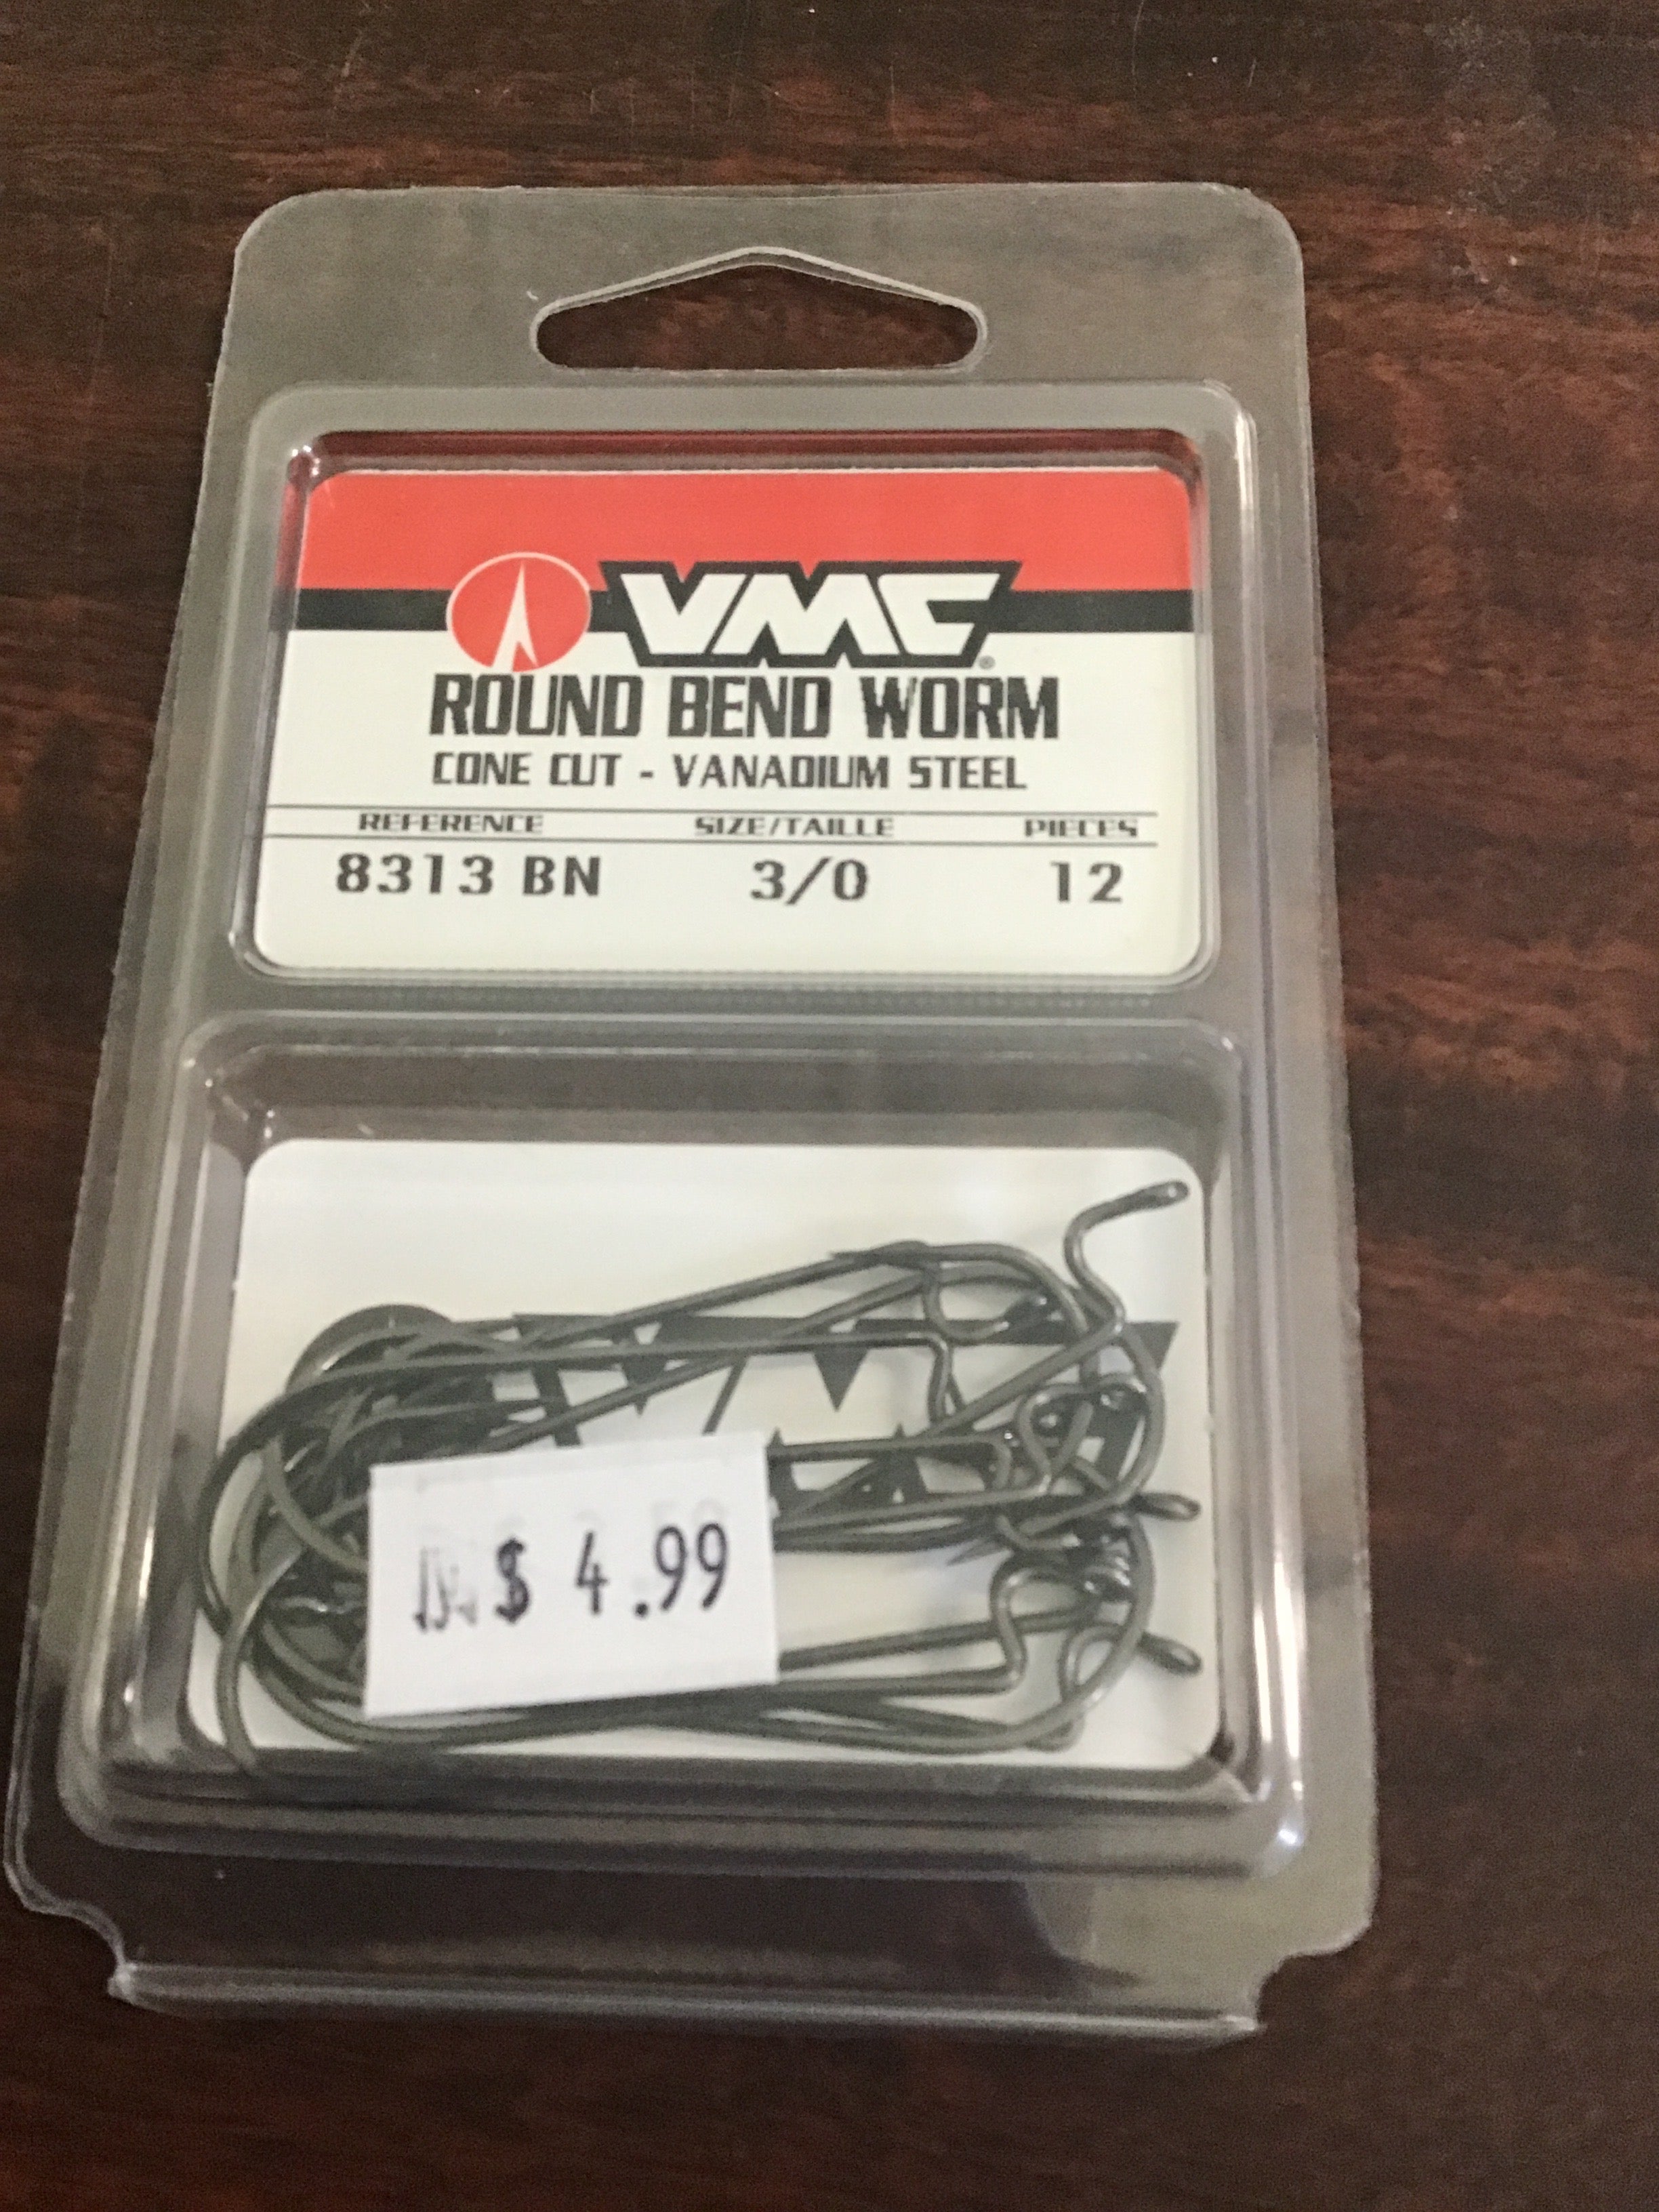 VMC®
ROUND BEND WORM
CONE CUT - VANADIUM STEEL
REFERENCE SIZE/TAILLE PIECES
8313 BN 3/0 12
VMC
$ 4.99